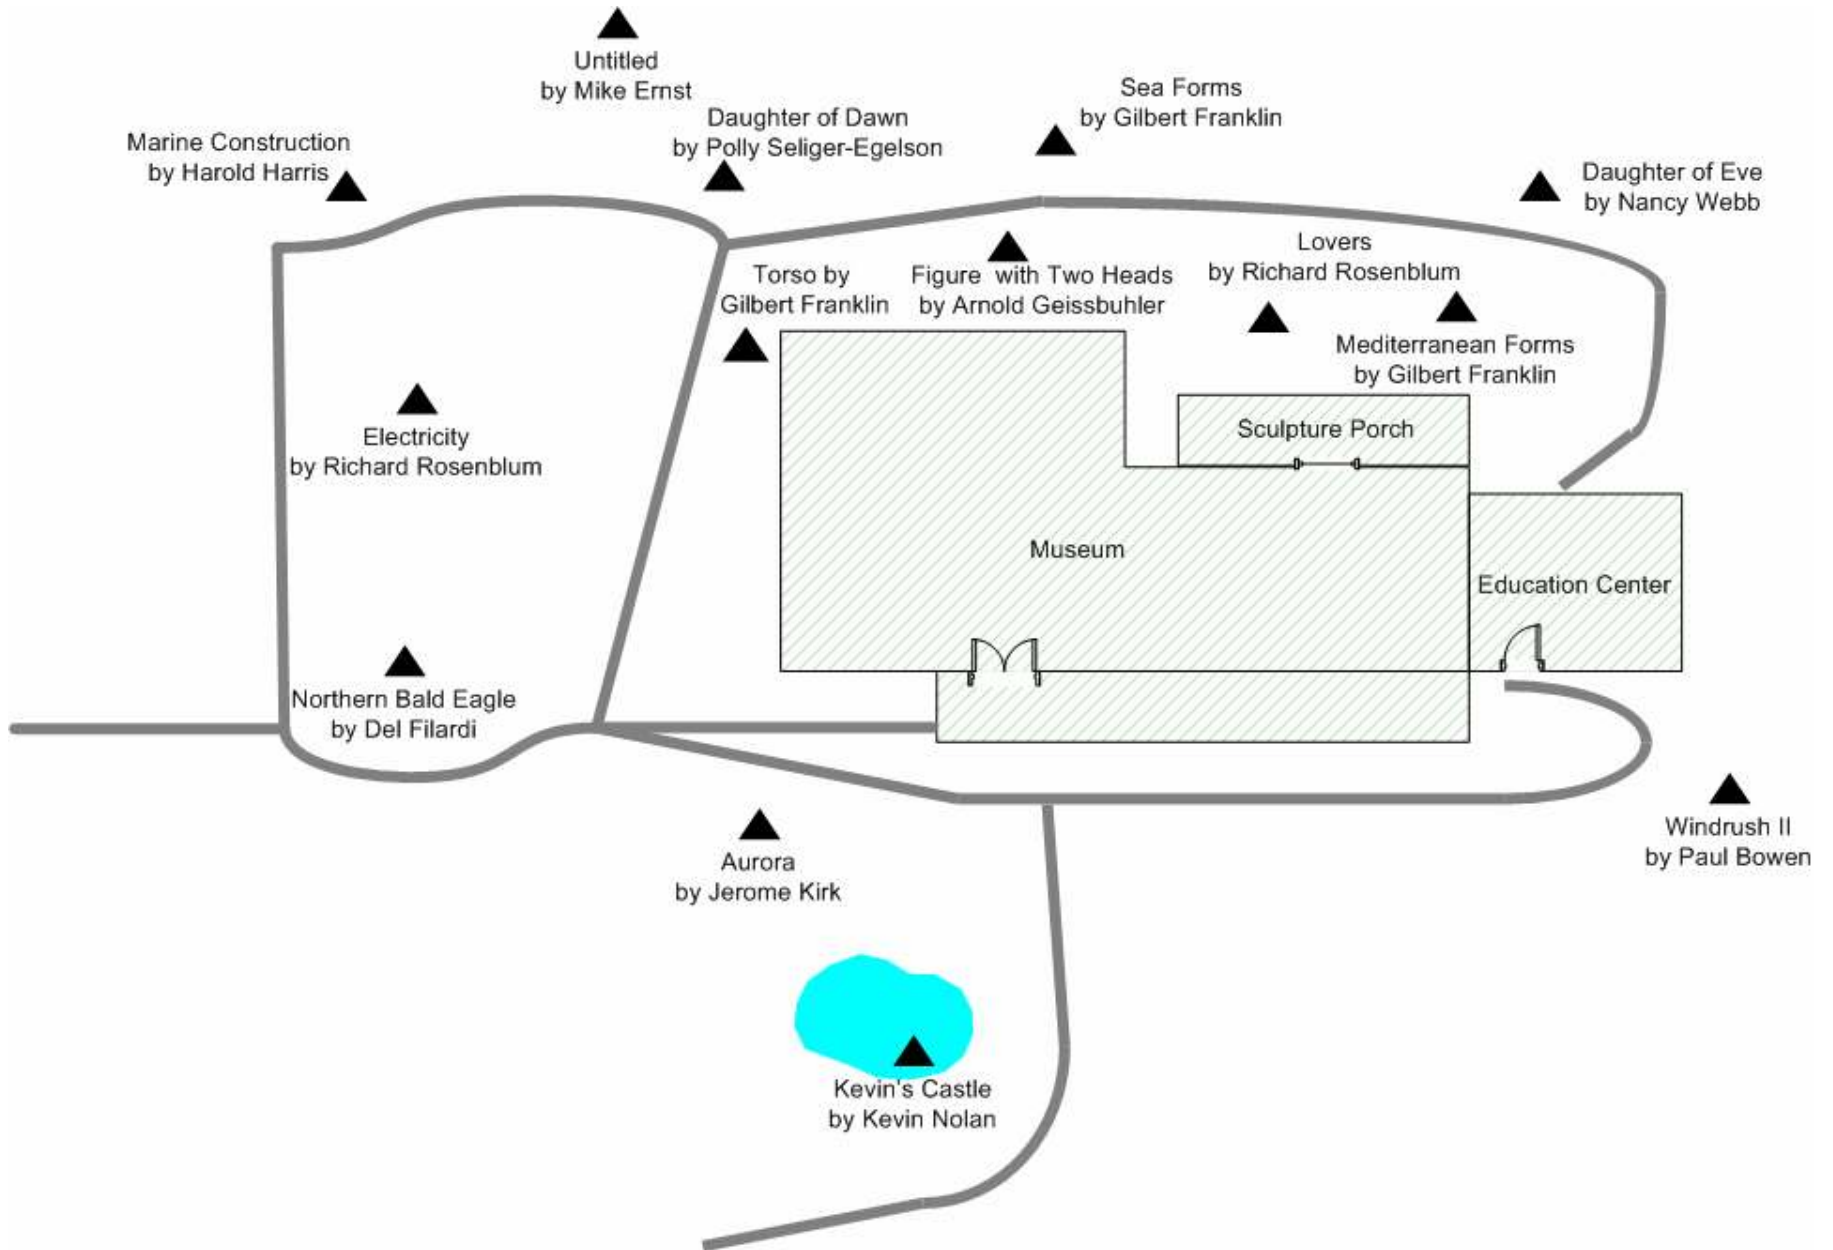 Untitled
by Mike Ernst
Sea Forms
by Gilbert Franklin
Daughter of Dawn
by Polly Seliger-Egelson
Marine Construction
by Harold Harris
Daughter of Eve
by Nancy Webb
Lovers
by Richard Rosenblum
Torso by
Gilbert Franklin
Figure with Two Heads
by Arnold Geissbuhler
Mediterranean Forms
by Gilbert Franklin
Electricity
by Richard Rosenblum
Sculpture Porch
Museum
Education Center
Northern Bald Eagle
by Del Filardi
Windrush II
by Paul Bowen
Aurora
by Jerome Kirk
Kevin's Castle
by Kevin Nolan